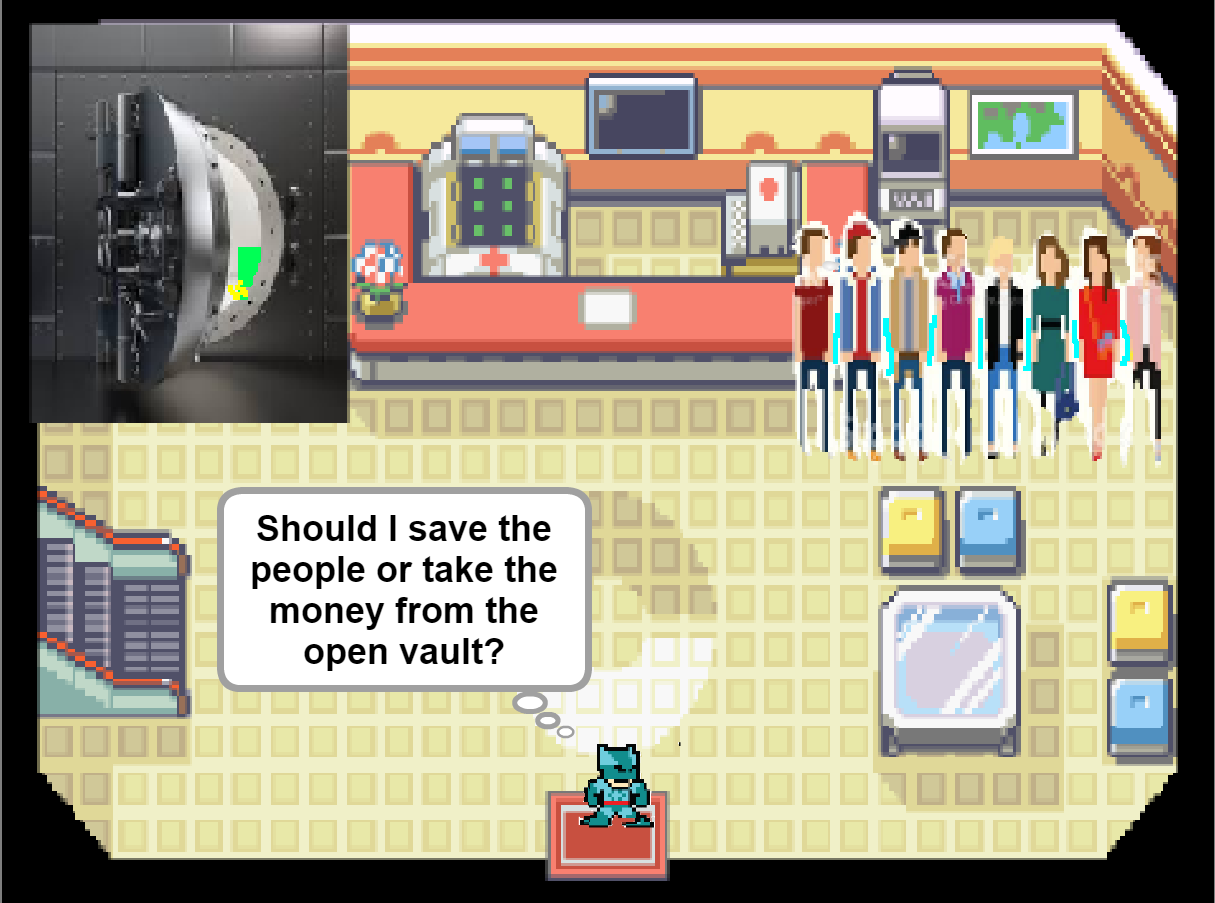 Should I save the
people or take the
money from the
open vault?